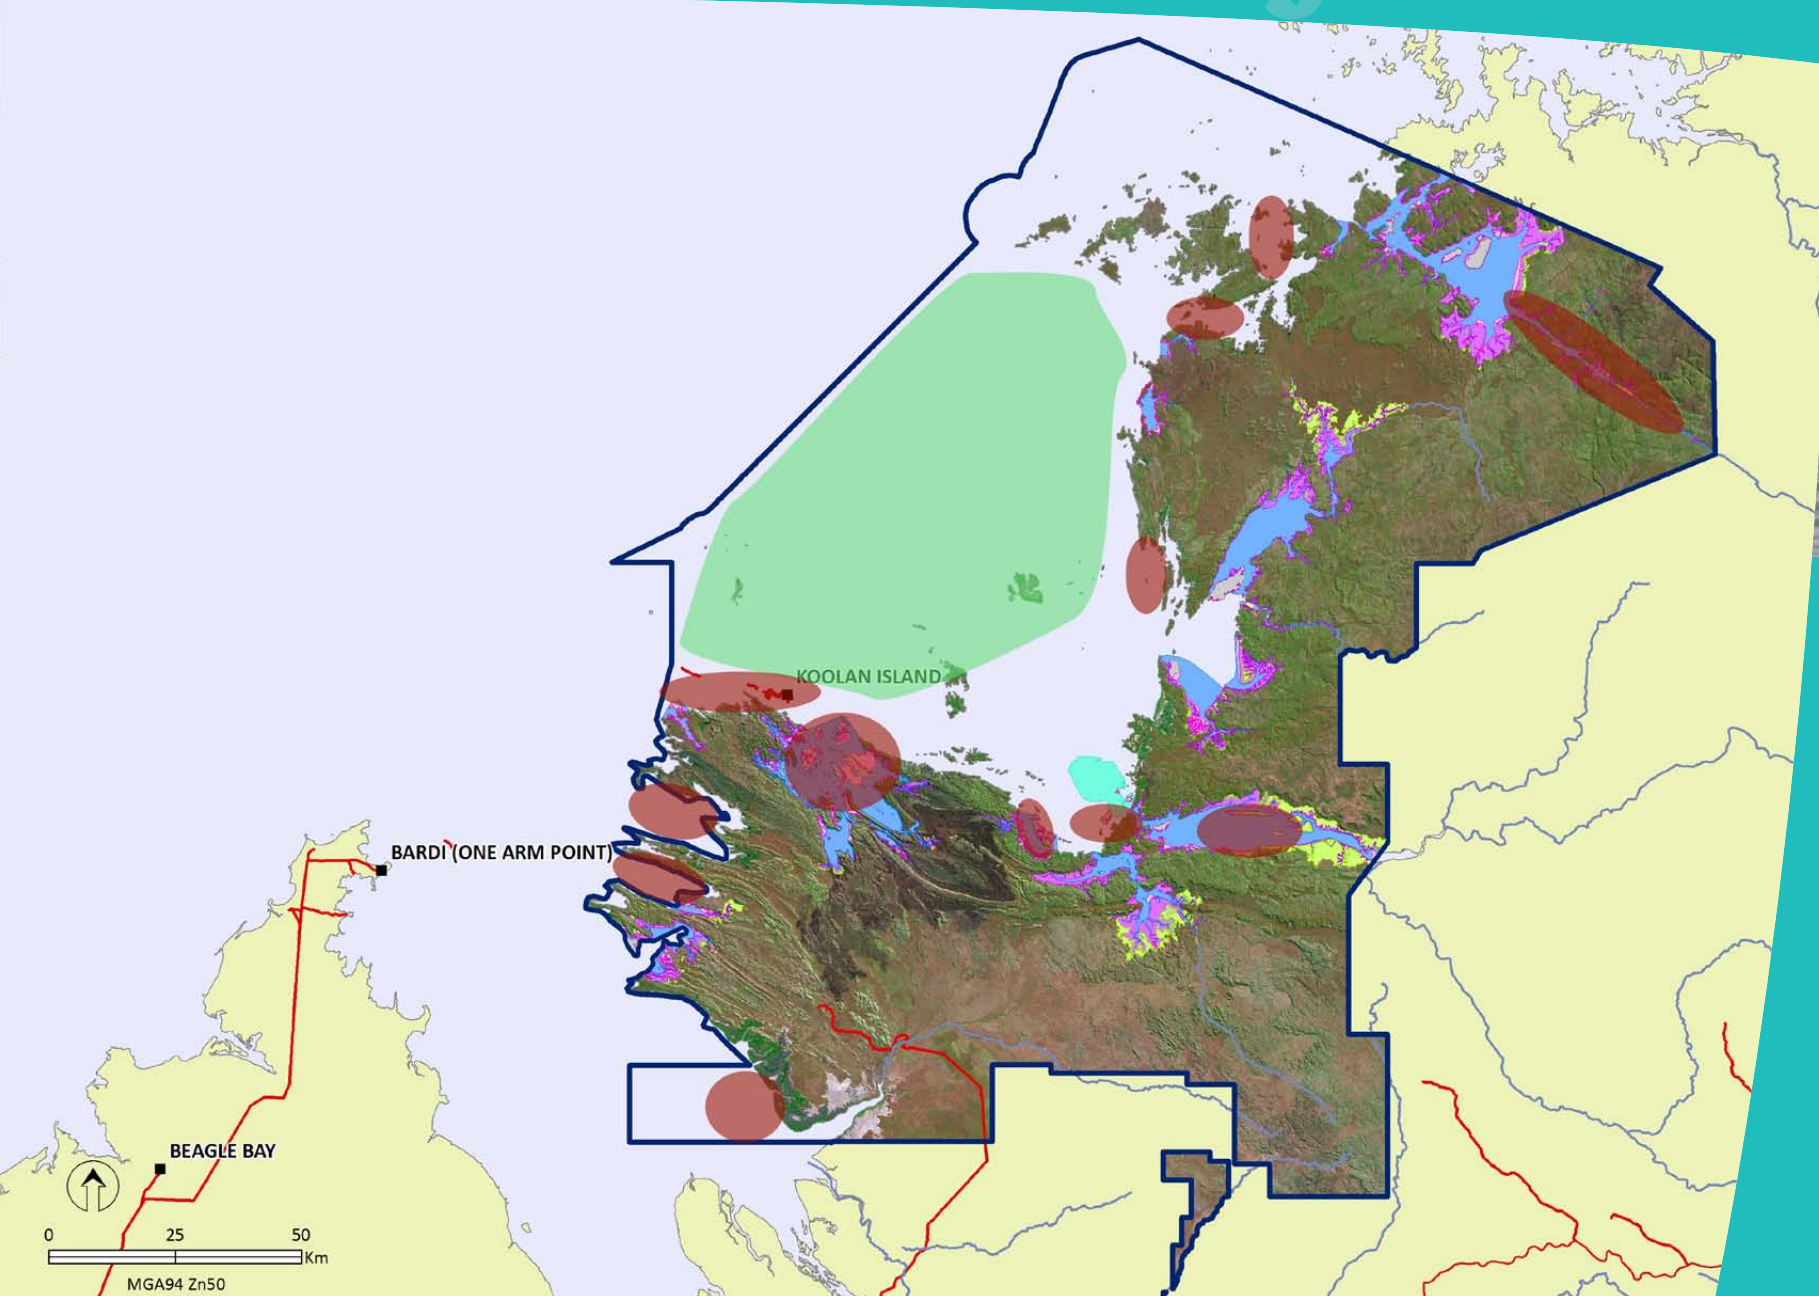 KOOLAN ISLAND
BARDI (ONE ARM POINT)
BEAGLE BAY
0 25 50
Km
MGA94 Zn50